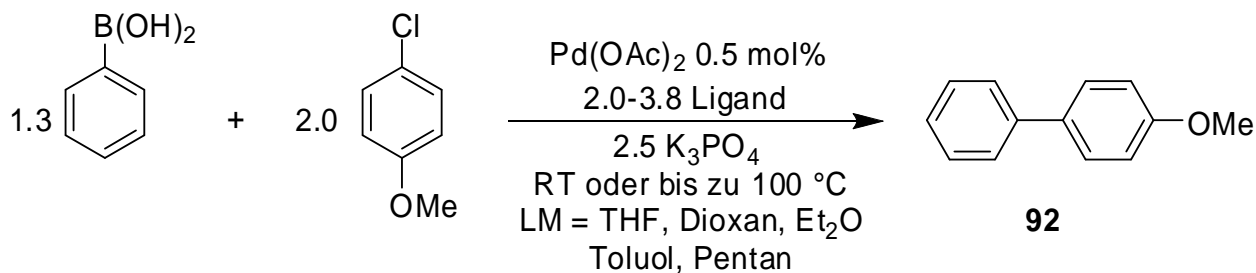 B(OH)2
1.3
+
2.0
Cl
OMe
Pd(OAc)2 0.5 mol%
2.0-3.8 Ligand
2.5 K3PO4
RT oder bis zu 100 °C
LM = THF, Dioxan, Et2O
Toluol, Pentan
OMe
92